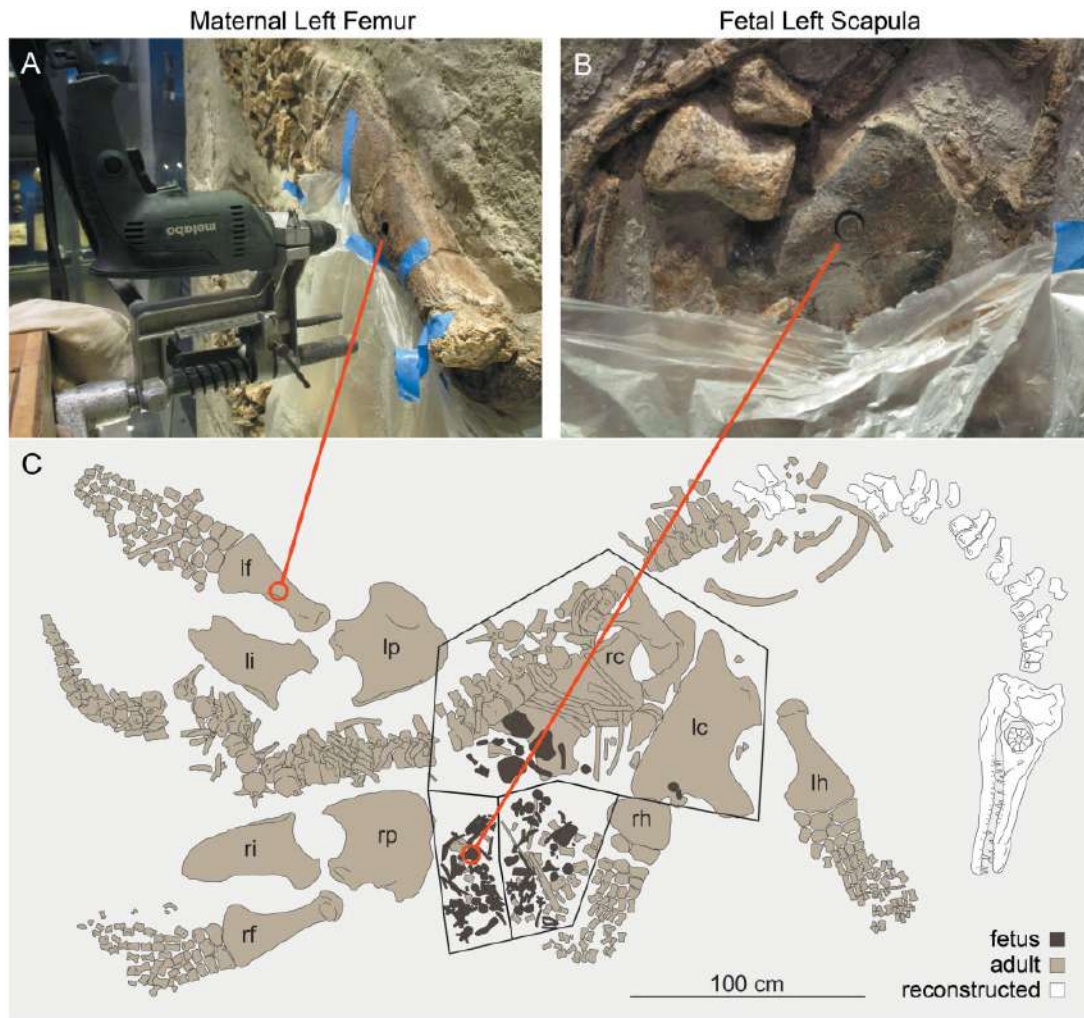 Maternal Left Femur
Fetal Left Scapula
A
B
metabo
C
lf
li
lp
rc
lc
lh
ri
rp
rh
rf
fetus
adult
reconstructed
100 cm